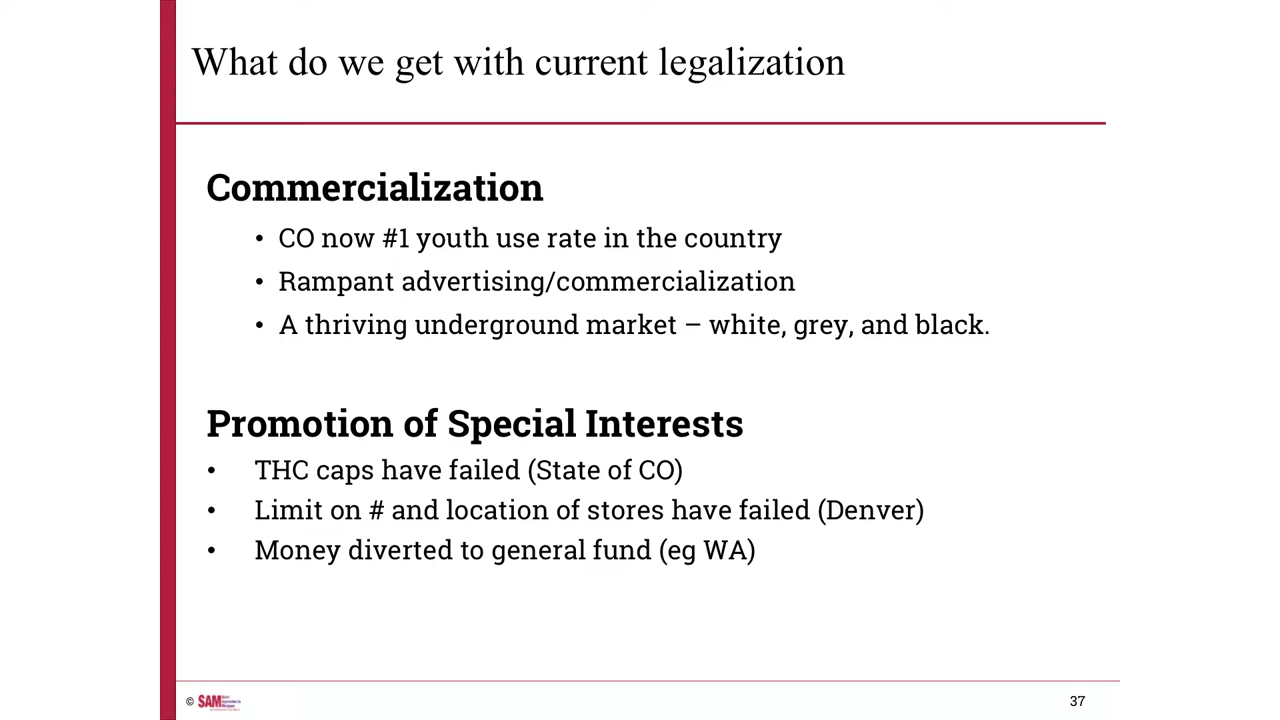 What do we get with current legalization
Commercialization
• CO now #1 youth use rate in the country
• Rampant advertising/commercialization
• A thriving underground market – white, grey, and black.
Promotion of Special Interests
• THC caps have failed (State of CO)
• Limit on # and location of stores have failed (Denver)
• Money diverted to general fund (eg WA)
© SAM
37